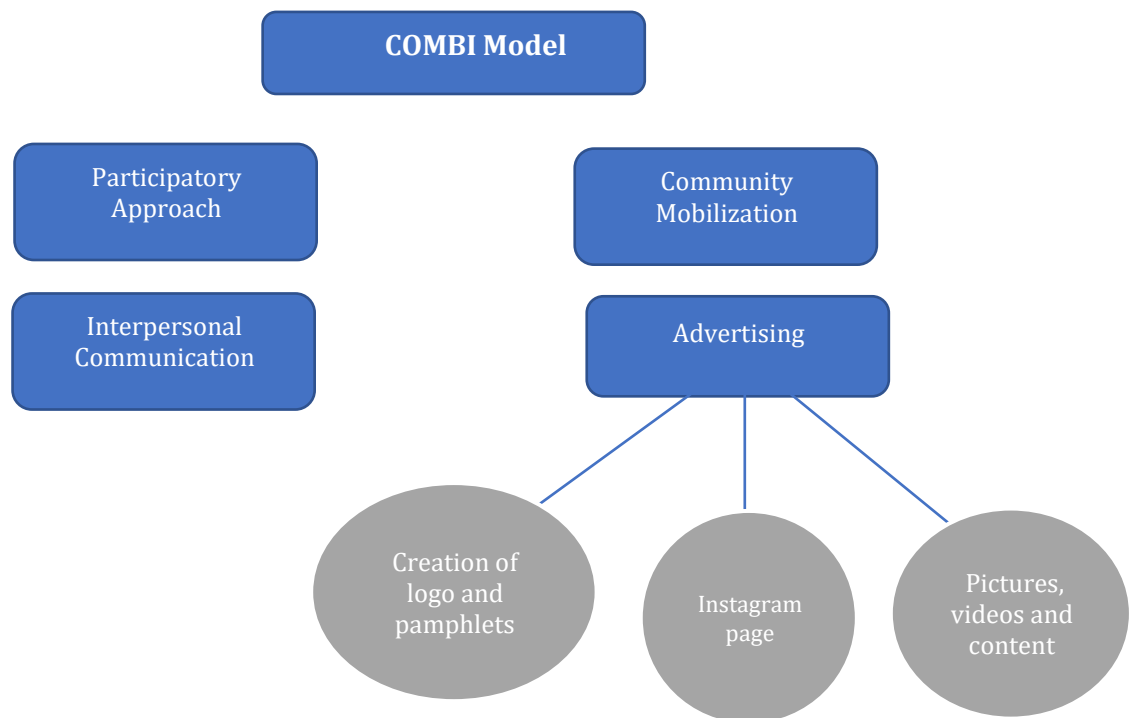 COMBI Model
Participatory
Approach
Community
Mobilization
Interpersonal
Communication
Advertising
Creation of
logo and
pamphlets
Instagram
page
Pictures,
videos and
content